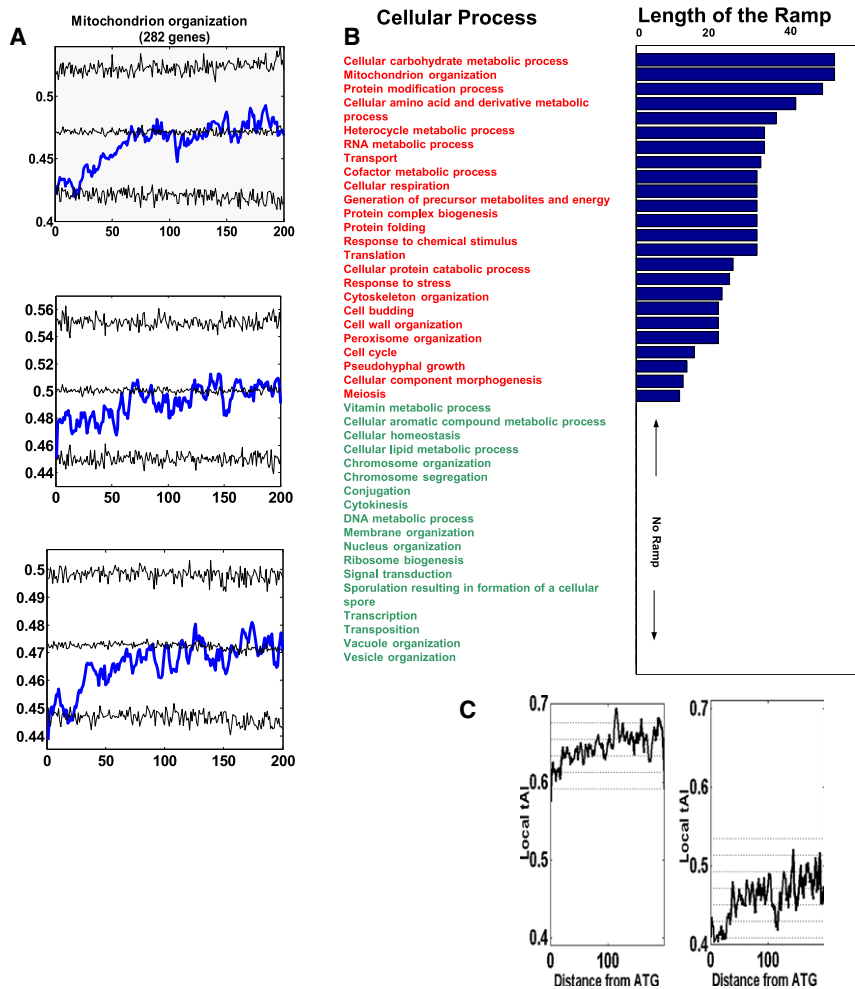 A
Mitochondrion organization
(282 genes)
0.5
0.45
0.4
0 50 100 150 200
0.56
0.54
0.52
0.5
0.48
0.46
0.44
0 50 100 150 200
0.5
0.49
0.48
0.47
0.46
0.45
0.44
0 50 100 150 200
B
Cellular Process
Length of the Ramp
0 20 40
Cellular carbohydrate metabolic process
Mitochondrion organization
Protein modification process
Cellular amino acid and derivative metabolic
process
Heterocycle metabolic process
RNA metabolic process
Transport
Cofactor metabolic process
Cellular respiration
Generation of precursor metabolites and energy
Protein complex biogenesis
Protein folding
Response to chemical stimulus
Translation
Cellular protein catabolic process
Response to stress
Cytoskeleton organization
Cell budding
Cell wall organization
Peroxisome organization
Cell cycle
Pseudohyphal growth
Cellular component morphogenesis
Meiosis
Vitamin metabolic process
Cellular aromatic compound metabolic process
Cellular homeostasis
Cellular lipid metabolic process
Chromosome organization
Chromosome segregation
Conjugation
Cytokinesis
DNA metabolic process
Membrane organization
Nucleus organization
Ribosome biogenesis
Signal transduction
Sporulation resulting in formation of a cellular
spore
Transcription
Transposition
Vacuole organization
Vesicle organization
No Ramp
C
0.7
0.6
0.5
0.4
Local tAI
0 100
Distance from ATG
0.7
0.6
0.5
0.4
Local tAI
0 100
Distance from ATG